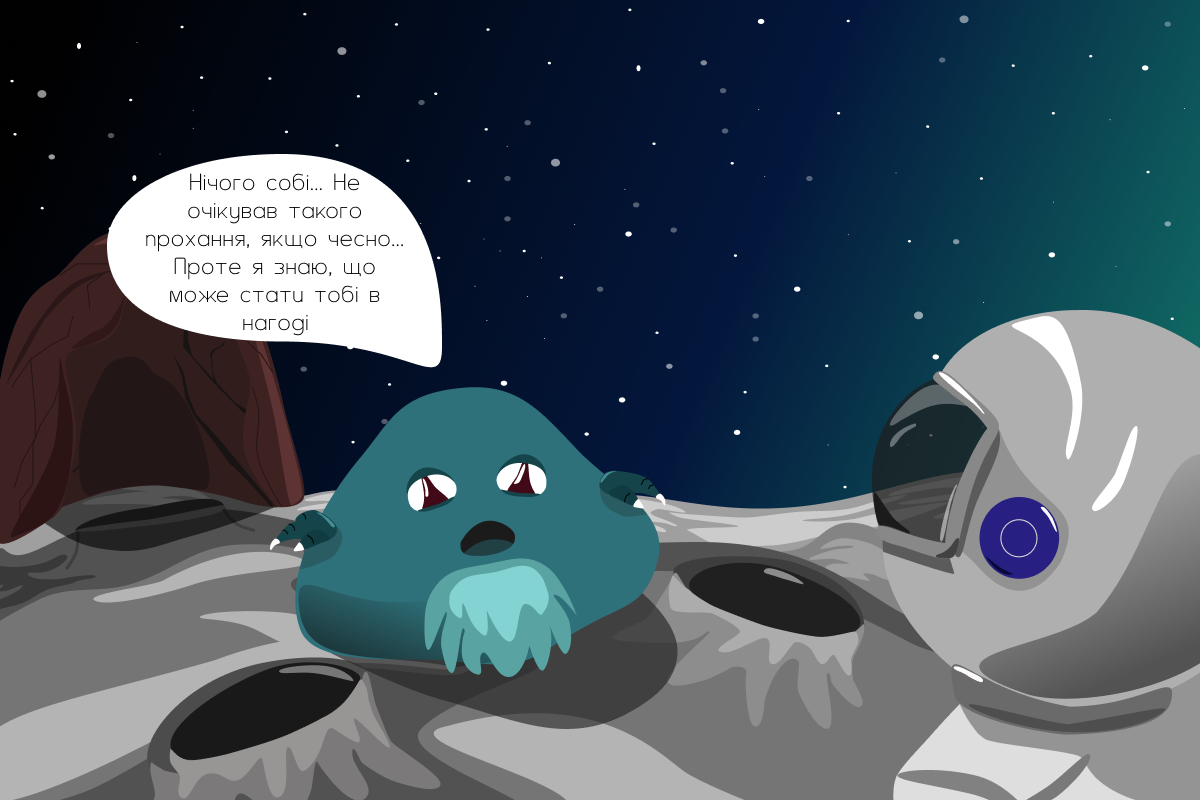 Нічого собі... Не
очікував такого
прохання, якщо чесно...
Проте я знаю, що
може стати тобі в
нагоді